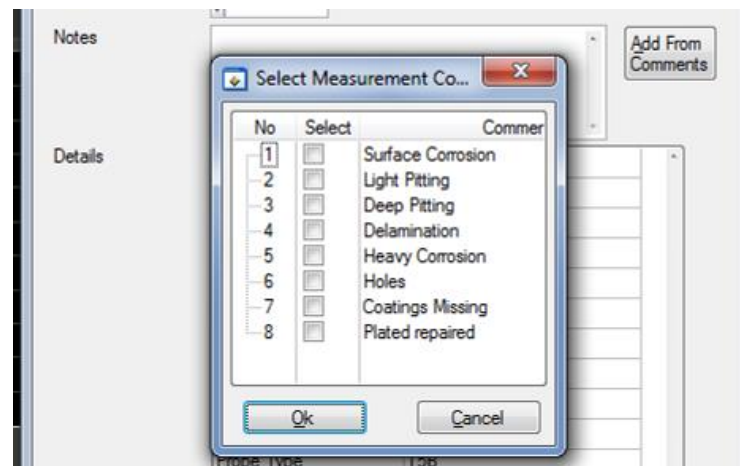 Notes
Add From
Comments
Select Measurement Co...
No Select Commer
1 Surface Corrosion
2 Light Pitting
Details
3 Deep Pitting
4 Delamination
5 Heavy Corrosion
6 Holes
7 Coatings Missing
8 Plated repaired
Ok Cancel
Probe Type T5B